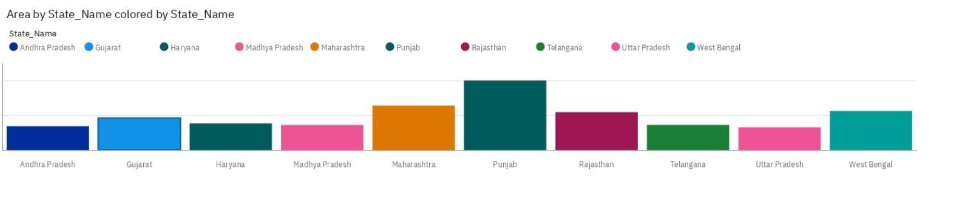 Area by State_Name colored by State_Name
State_Name
Andhra Pradesh Gujarat Haryana Madhya Pradesh Maharashtra Punjab Rajasthan Telangana Uttar Pradesh West Bengal
Andhra Pradesh Gujarat Haryana Madhya Pradesh Maharashtra Punjab Rajasthan Telangana Uttar Pradesh West Bengal